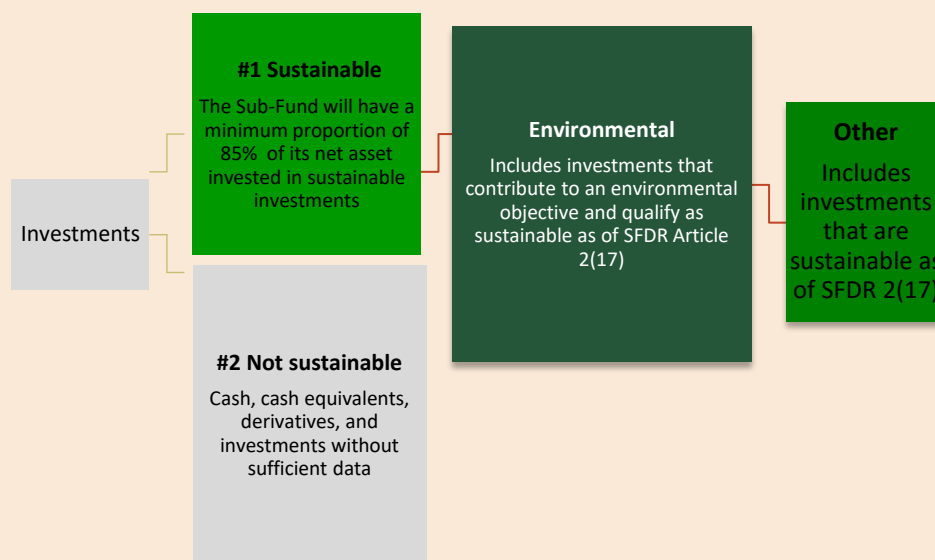 Investments
#1 Sustainable
The Sub-Fund will have a
minimum proportion of
85% of its net asset
invested in sustainable
investments
#2 Not sustainable
Cash, cash equivalents,
derivatives, and
investments without
sufficient data
Environmental
Includes investments that
contribute to an environmental
objective and qualify as
sustainable as of SFDR Article
2(17)
Other
Includes
investments
that are
sustainable as
of SFDR 2(17)